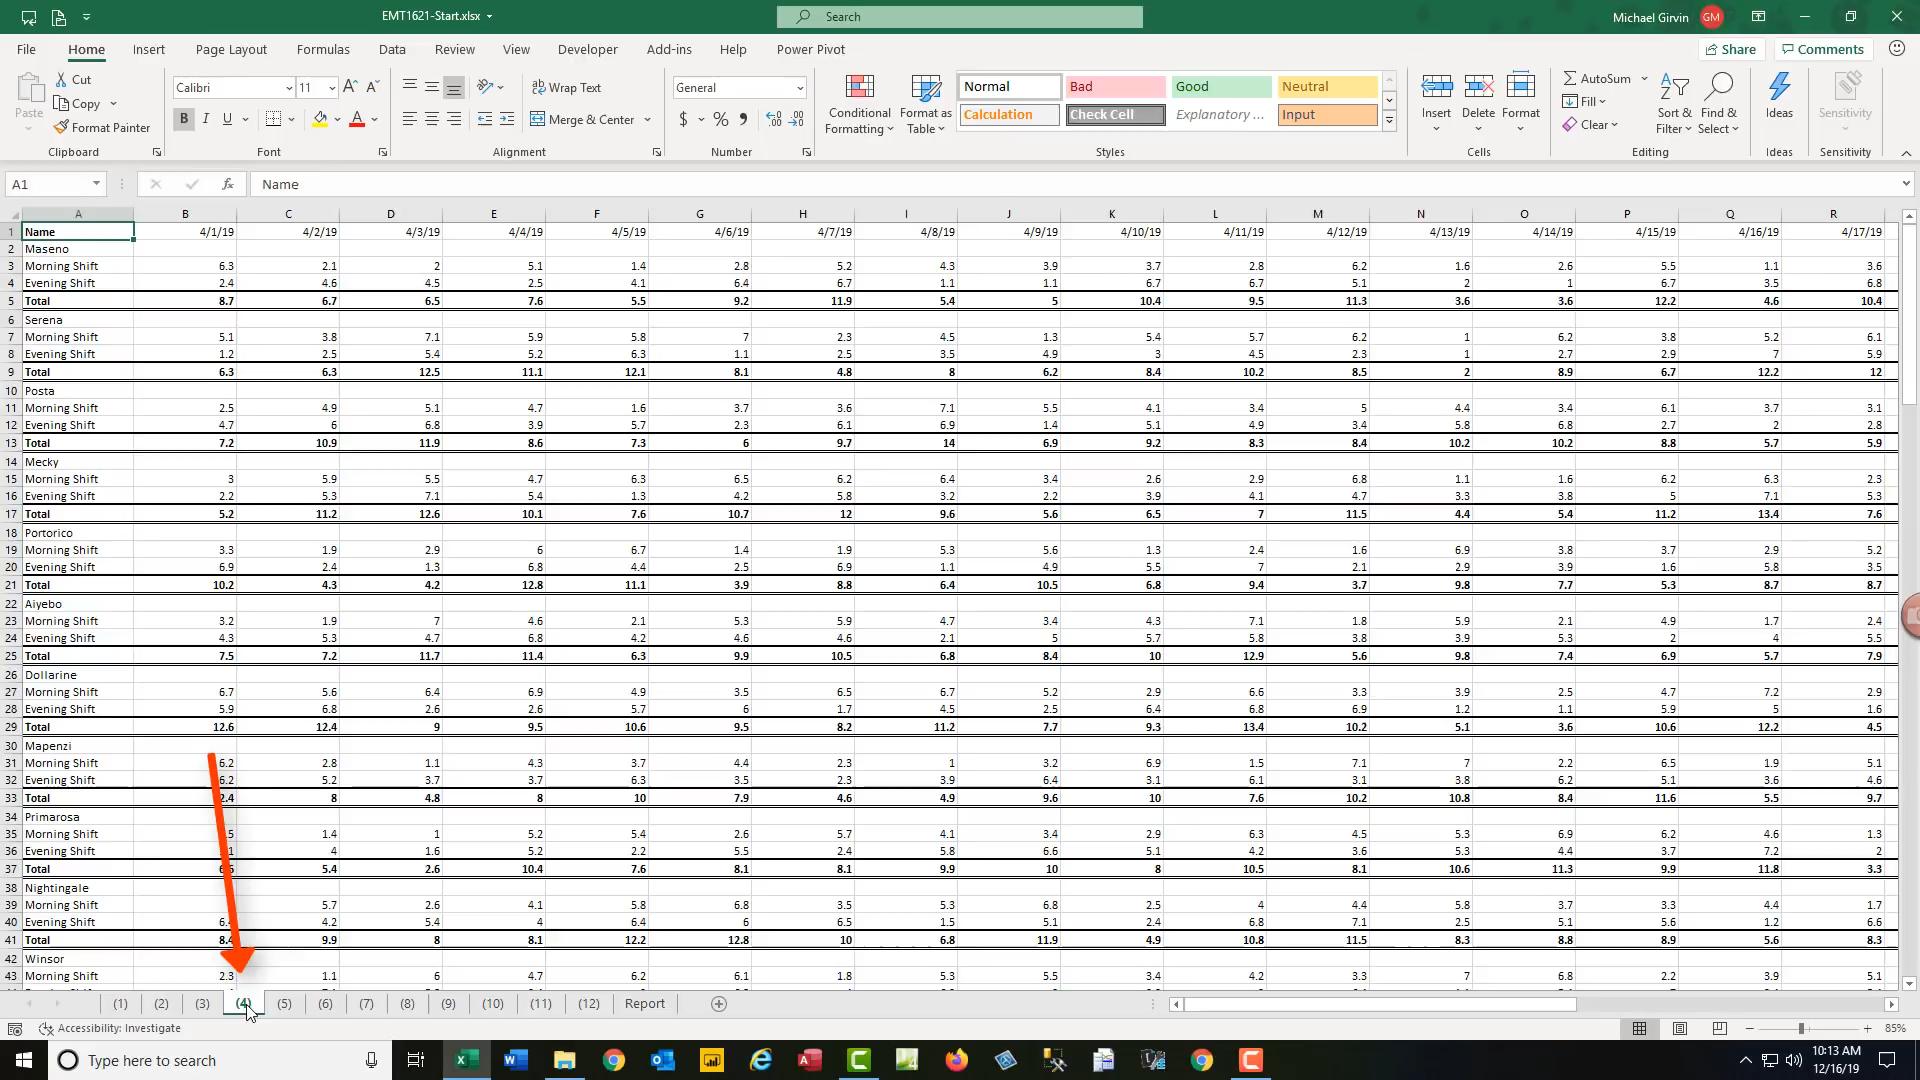 EMT1621-Start.xlsx
Search
Michael Girvin GM
File Home Insert Page Layout Formulas Data Review View Developer Add-ins Help Power Pivot Share Comments
Paste Cut Copy Format Painter Clipboard
Calibri 11 B I U Font
Wrap Text Merge & Center Alignment
General $ % Number
Conditional Formatting Format as Table Normal Bad Good Neutral Calculation Check Cell Explanatory ... Input Styles
Insert Delete Format Cells
AutoSum Fill Clear Sort & Filter Find & Select Editing
Ideas Ideas Sensitivity Sensitivity
A1 fx Name
A B C D E F G H I J K L M N O P Q R
1 Name 4/1/19 4/2/19 4/3/19 4/4/19 4/5/19 4/6/19 4/7/19 4/8/19 4/9/19 4/10/19 4/11/19 4/12/19 4/13/19 4/14/19 4/15/19 4/16/19 4/17/19
2 Maseno
3 Morning Shift 6.3 2.1 2 5.1 1.4 2.8 5.2 4.3 3.9 3.7 2.8 6.2 1.6 2.6 5.5 1.1 3.6
4 Evening Shift 2.4 4.6 4.5 2.5 4.1 6.4 6.7 1.1 1.1 6.7 6.7 5.1 2 1 6.7 3.5 6.8
5 Total 8.7 6.7 6.5 7.6 5.5 9.2 11.9 5.4 5 10.4 9.5 11.3 3.6 3.6 12.2 4.6 10.4
6 Serena
7 Morning Shift 5.1 3.8 7.1 5.9 5.8 7 2.3 4.5 1.3 5.4 5.7 6.2 1 6.2 3.8 5.2 6.1
8 Evening Shift 1.2 2.5 5.4 5.2 6.3 1.1 2.5 3.5 4.9 3 4.5 2.3 1 2.7 2.9 7 5.9
9 Total 6.3 6.3 12.5 11.1 12.1 8.1 4.8 8 6.2 8.4 10.2 8.5 2 8.9 6.7 12.2 12
10 Posta
11 Morning Shift 2.5 4.9 5.1 4.7 1.6 3.7 3.6 7.1 5.5 4.1 3.4 5 4.4 3.4 6.1 3.7 3.1
12 Evening Shift 4.7 6 6.8 3.9 5.7 2.3 6.1 6.9 1.4 5.1 4.9 3.4 5.8 6.8 2.7 2 2.8
13 Total 7.2 10.9 11.9 8.6 7.3 6 9.7 14 6.9 9.2 8.3 8.4 10.2 10.2 8.8 5.7 5.9
14 Mecky
15 Morning Shift 3 5.9 5.5 4.7 6.3 6.5 6.2 6.4 3.4 2.6 2.9 6.8 1.1 1.6 6.2 6.3 2.3
16 Evening Shift 2.2 5.3 7.1 5.4 1.3 4.2 5.8 3.2 2.2 3.9 4.1 4.7 3.3 3.8 5 7.1 5.3
17 Total 5.2 11.2 12.6 10.1 7.6 10.7 12 9.6 5.6 6.5 7 11.5 4.4 5.4 11.2 13.4 7.6
18 Portorico
19 Morning Shift 3.3 1.9 2.9 6 6.7 1.4 1.9 5.3 5.6 1.3 2.4 1.6 6.9 3.8 3.7 2.9 5.2
20 Evening Shift 6.9 2.4 1.3 6.8 4.4 2.5 6.9 1.1 4.9 5.5 7 2.1 2.9 3.9 1.6 5.8 3.5
21 Total 10.2 4.3 4.2 12.8 11.1 3.9 8.8 6.4 10.5 6.8 9.4 3.7 9.8 7.7 5.3 8.7 8.7
22 Aiyebo
23 Morning Shift 3.2 1.9 7 4.6 2.1 5.3 5.9 4.7 3.4 4.3 7.1 1.8 5.9 2.1 4.9 1.7 2.4
24 Evening Shift 4.3 5.3 4.7 6.8 4.2 4.6 4.6 2.1 5 5.7 5.8 3.8 3.9 5.3 2 4 5.5
25 Total 7.5 7.2 11.7 11.4 6.3 9.9 10.5 6.8 8.4 10 12.9 5.6 9.8 7.4 6.9 5.7 7.9
26 Dollarine
27 Morning Shift 6.7 5.6 6.4 6.9 4.9 3.5 6.5 6.7 5.2 2.9 6.6 3.3 3.9 2.5 4.7 7.2 2.9
28 Evening Shift 5.9 6.8 2.6 2.6 5.7 6 1.7 4.5 2.5 6.4 6.8 6.9 1.2 1.1 5.9 5 1.6
29 Total 12.6 12.4 9 9.5 10.6 9.5 8.2 11.2 7.7 9.3 13.4 10.2 5.1 3.6 10.6 12.2 4.5
30 Mapenzi
31 Morning Shift 6.2 2.8 1.1 4.3 3.7 4.4 2.3 1 3.2 6.9 1.5 7.1 7 2.2 6.5 1.9 5.1
32 Evening Shift 6.2 5.2 3.7 3.7 6.3 3.5 2.3 3.9 6.4 3.1 6.1 3.1 3.8 6.2 5.1 3.6 4.6
33 Total 2.4 8 4.8 8 10 7.9 4.6 4.9 9.6 10 7.6 10.2 10.8 8.4 11.6 5.5 9.7
34 Primarosa
35 Morning Shift 1.4 1 5.2 5.4 2.6 5.7 4.1 3.4 2.9 6.3 4.5 5.3 6.9 6.2 4.6 1.3
36 Evening Shift 4 1.6 5.2 2.2 5.5 2.4 5.8 6.6 5.1 4.2 3.6 5.3 4.4 3.7 7.2 2
37 Total 5.4 2.6 10.4 7.6 8.1 8.1 9.9 10 8 10.5 8.1 10.6 11.3 9.9 11.8 3.3
38 Nightingale
39 Morning Shift 5.7 2.6 4.1 5.8 6.8 3.5 5.3 6.8 2.5 4 4.4 5.8 3.7 3.3 4.4 1.7
40 Evening Shift 4.2 5.4 4 6.4 6 6.5 1.5 5.1 2.4 6.8 7.1 2.5 5.1 5.6 1.2 6.6
41 Total 8.4 9.9 8 8.1 12.2 12.8 10 6.8 11.9 4.9 10.8 11.5 8.3 8.8 8.9 5.6 8.3
42 Winsor
43 Morning Shift 2.3 1.1 6 4.7 6.2 6.1 1.8 5.3 5.5 3.4 4.2 3.3 7 6.8 2.2 3.9 5.1
(1) (2) (3) (4) (5) (6) (7) (8) (9) (10) (11) (12) Report
Accessibility: Investigate 85%
Type here to search
10:13 AM
12/16/19